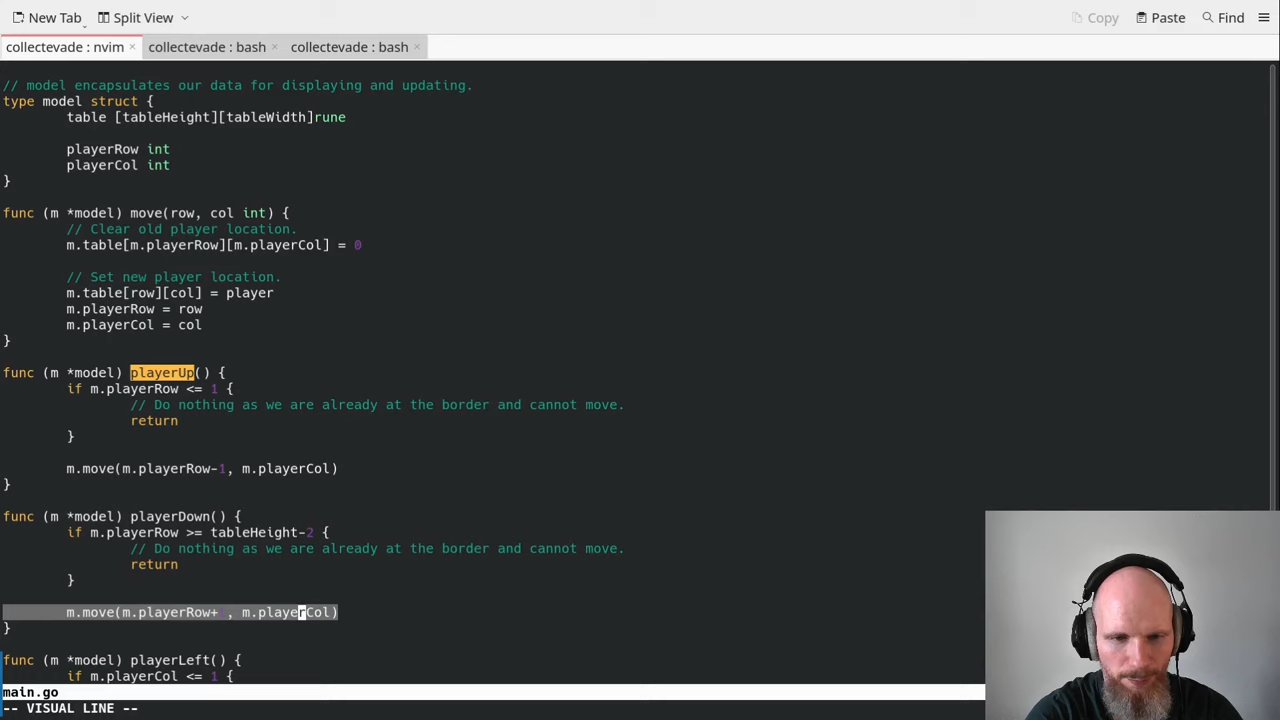 New Tab Split View Copy Paste Find
collectevade : nvim collectevade : bash collectevade : bash
// model encapsulates our data for displaying and updating.
type model struct {
table [tableHeight][tableWidth]rune
playerRow int
playerCol int
}
func (m *model) move(row, col int) {
// Clear old player location.
m.table[m.playerRow][m.playerCol] = 0
// Set new player location.
m.table[row][col] = player
m.playerRow = row
m.playerCol = col
}
func (m *model) playerUp() {
if m.playerRow <= 1 {
// Do nothing as we are already at the border and cannot move.
return
}
m.move(m.playerRow-1, m.playerCol)
}
func (m *model) playerDown() {
if m.playerRow >= tableHeight-2 {
// Do nothing as we are already at the border and cannot move.
return
}
m.move(m.playerRow+ , m.playerCol)
}
func (m *model) playerLeft() {
if m.playerCol <= 1 {
main.go
-- VISUAL LINE --